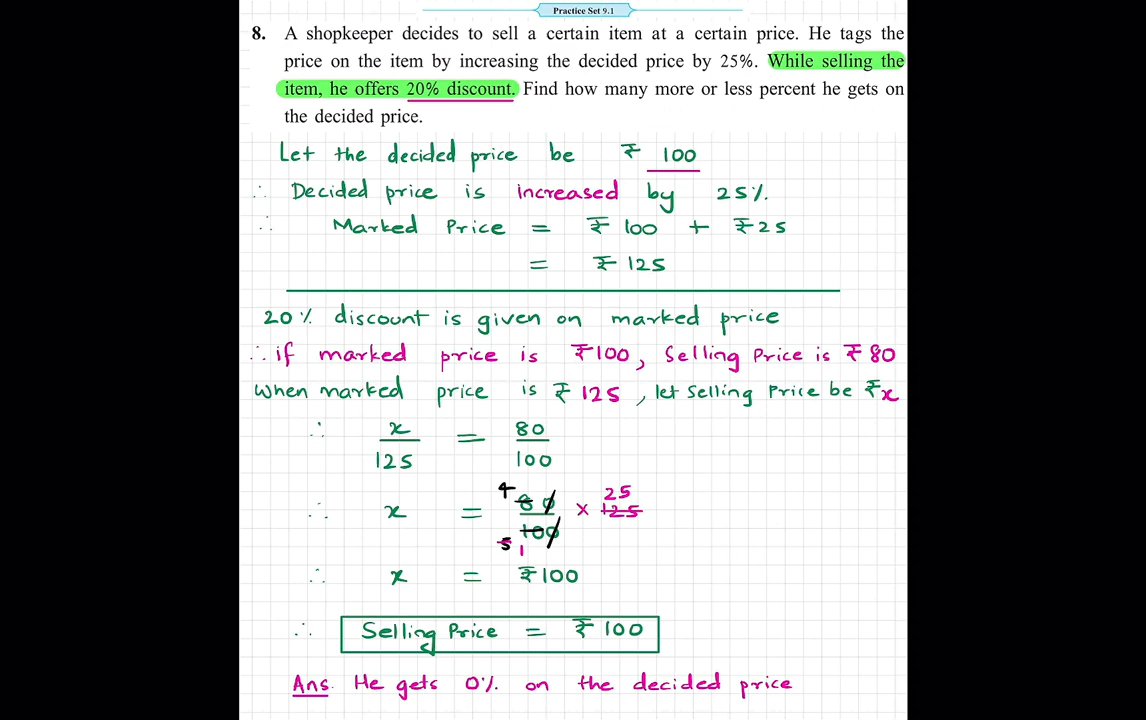 Practice Set 9.1
8. A shopkeeper decides to sell a certain item at a certain price. He tags the
price on the item by increasing the decided price by 25%. While selling the
item, he offers 20% discount. Find how many more or less percent he gets on
the decided price.
Let the decided price be ₹ 100
∴ Decided price is increased by 25%.
∴ Marked Price = ₹ 100 + ₹ 25
= ₹ 125
20% discount is given on marked price
∴ if marked price is ₹100, Selling Price is ₹ 80
When marked price is ₹ 125, let Selling Price be ₹x
∴ x/125 = 80/100
∴ x = 80/100 × 125
4 25
5 1
∴ x = ₹100
∴ Selling Price = ₹ 100
Ans. He gets 0% on the decided price